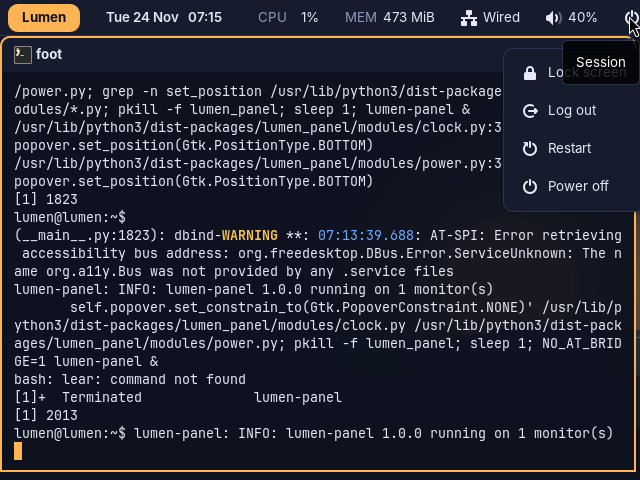 Lumen Tue 24 Nov 07:15 CPU 1% MEM 473 MiB Wired 40%
foot
Session
Lock screen
Log out
Restart
Power off
/power.py; grep -n set_position /usr/lib/python3/dist-package
odules/*.py; pkill -f lumen_panel; sleep 1; lumen-panel &
/usr/lib/python3/dist-packages/lumen_panel/modules/clock.py:3
popover.set_position(Gtk.PositionType.BOTTOM)
/usr/lib/python3/dist-packages/lumen_panel/modules/power.py:3
popover.set_position(Gtk.PositionType.BOTTOM)
[1] 1823
lumen@lumen:~$
(__main__.py:1823): dbind-WARNING **: 07:13:39.688: AT-SPI: Error retrieving
accessibility bus address: org.freedesktop.DBus.Error.ServiceUnknown: The n
ame org.a11y.Bus was not provided by any .service files
lumen-panel: INFO: lumen-panel 1.0.0 running on 1 monitor(s)
self.popover.set_constrain_to(Gtk.PopoverConstraint.NONE)' /usr/lib/p
ython3/dist-packages/lumen_panel/modules/clock.py /usr/lib/python3/dist-pack
ages/lumen_panel/modules/power.py; pkill -f lumen_panel; sleep 1; NO_AT_BRID
GE=1 lumen-panel &
bash: lear: command not found
[1]+ Terminated lumen-panel
[1] 2013
lumen@lumen:~$ lumen-panel: INFO: lumen-panel 1.0.0 running on 1 monitor(s)